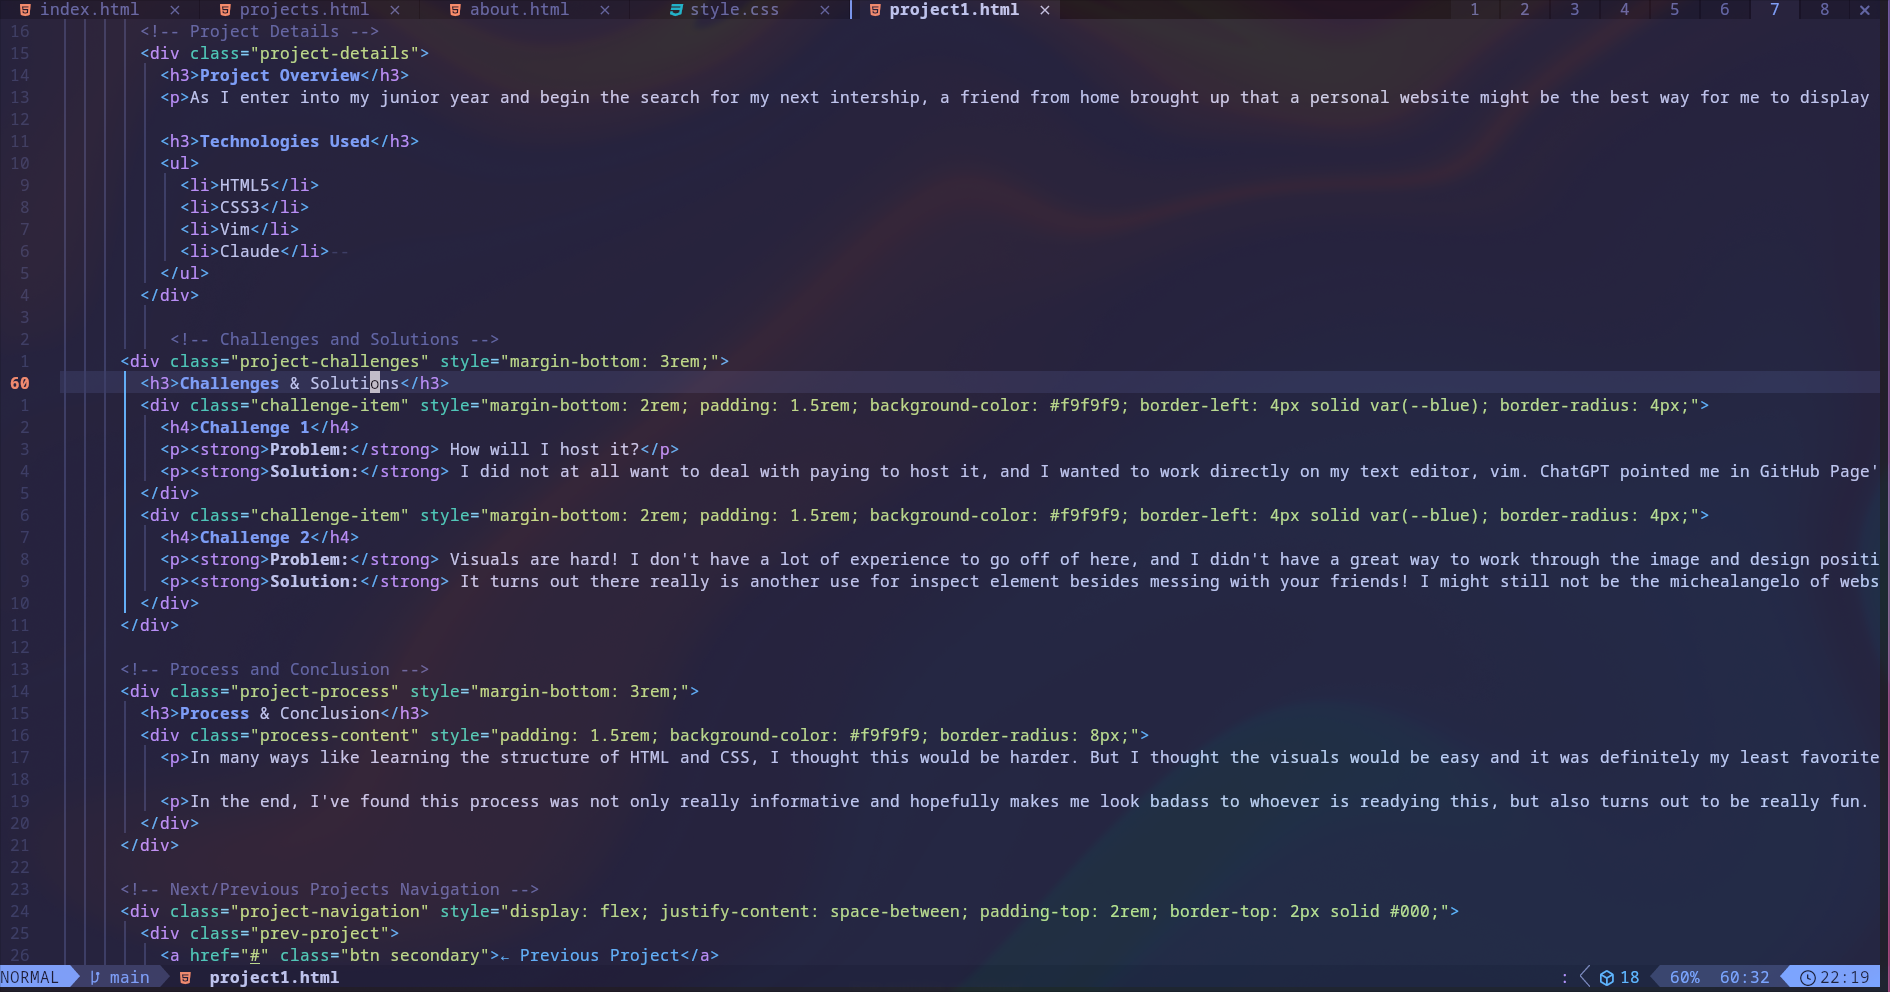 index.html × projects.html × about.html × style.css × project1.html × 1 2 3 4 5 6 7 8 ×
16 <!-- Project Details -->
15 <div class="project-details">
14 <h3>Project Overview</h3>
13 <p>As I enter into my junior year and begin the search for my next intership, a friend from home brought up that a personal website might be the best way for me to display
12
11 <h3>Technologies Used</h3>
10 <ul>
9 <li>HTML5</li>
8 <li>CSS3</li>
7 <li>Vim</li>
6 <li>Claude</li>--
5 </ul>
4 </div>
3
2 <!-- Challenges and Solutions -->
1 <div class="project-challenges" style="margin-bottom: 3rem;">
60 <h3>Challenges & Solutions</h3>
1 <div class="challenge-item" style="margin-bottom: 2rem; padding: 1.5rem; background-color: #f9f9f9; border-left: 4px solid var(--blue); border-radius: 4px;">
2 <h4>Challenge 1</h4>
3 <p><strong>Problem:</strong> How will I host it?</p>
4 <p><strong>Solution:</strong> I did not at all want to deal with paying to host it, and I wanted to work directly on my text editor, vim. ChatGPT pointed me in GitHub Page'
5 </div>
6 <div class="challenge-item" style="margin-bottom: 2rem; padding: 1.5rem; background-color: #f9f9f9; border-left: 4px solid var(--blue); border-radius: 4px;">
7 <h4>Challenge 2</h4>
8 <p><strong>Problem:</strong> Visuals are hard! I don't have a lot of experience to go off of here, and I didn't have a great way to work through the image and design positi
9 <p><strong>Solution:</strong> It turns out there really is another use for inspect element besides messing with your friends! I might still not be the michealangelo of webs
10 </div>
11 </div>
12
13 <!-- Process and Conclusion -->
14 <div class="project-process" style="margin-bottom: 3rem;">
15 <h3>Process & Conclusion</h3>
16 <div class="process-content" style="padding: 1.5rem; background-color: #f9f9f9; border-radius: 8px;">
17 <p>In many ways like learning the structure of HTML and CSS, I thought this would be harder. But I thought the visuals would be easy and it was definitely my least favorite
18
19 <p>In the end, I've found this process was not only really informative and hopefully makes me look badass to whoever is readying this, but also turns out to be really fun.
20 </div>
21 </div>
22
23 <!-- Next/Previous Projects Navigation -->
24 <div class="project-navigation" style="display: flex; justify-content: space-between; padding-top: 2rem; border-top: 2px solid #000;">
25 <div class="prev-project">
26 <a href="#" class="btn secondary">← Previous Project</a>
NORMAL main project1.html : 18 60% 60:32 22:19